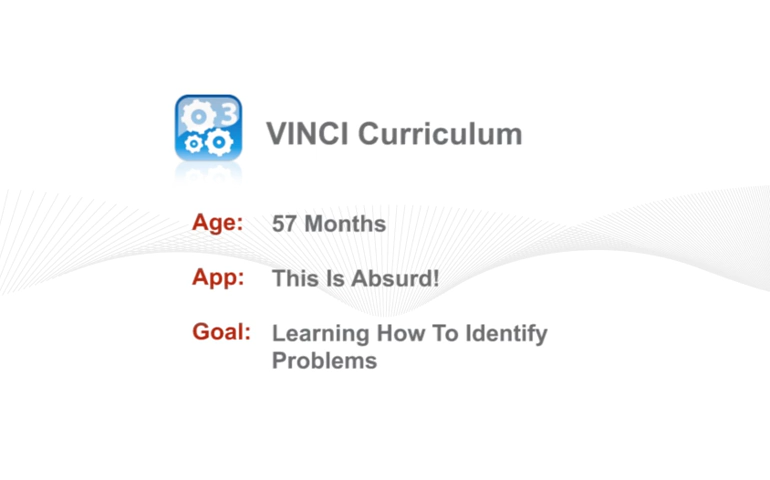 3
VINCI Curriculum
Age: 57 Months
App: This Is Absurd!
Goal: Learning How To Identify
Problems